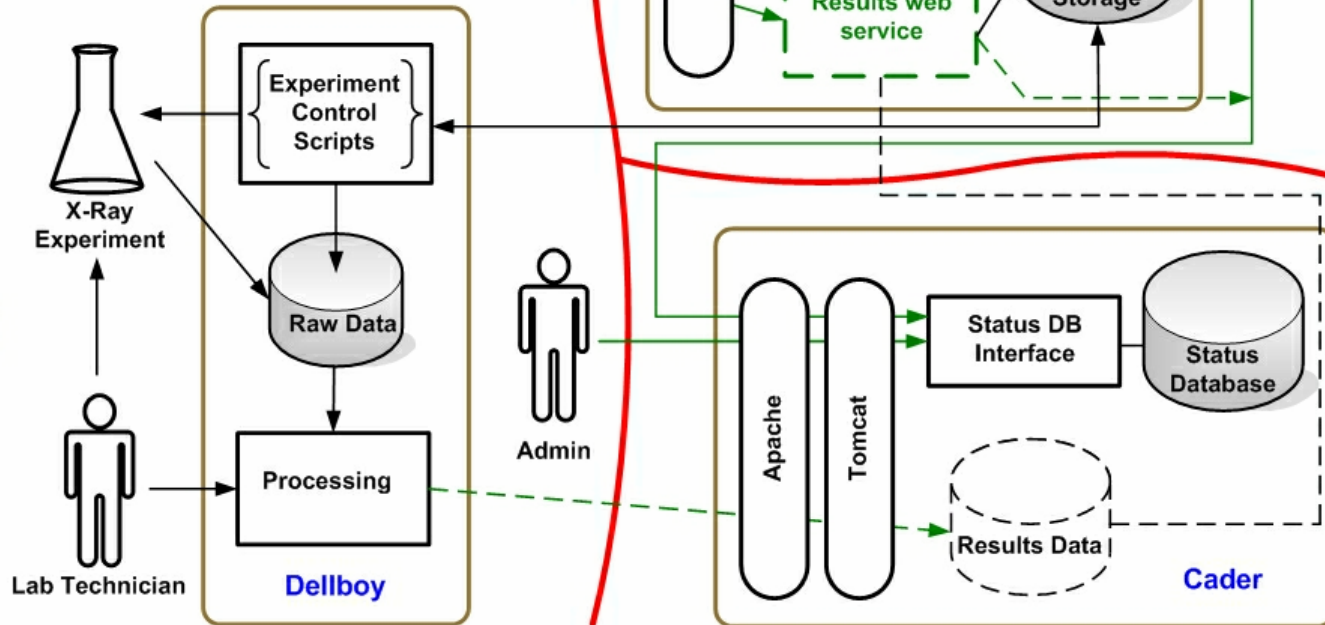 Results web
service
Storage
Experiment
Control
Scripts
X-Ray
Experiment
Raw Data
Status DB
Interface
Status
Database
Admin
Apache
Tomcat
Processing
Results Data
Lab Technician
Dellboy
Cader